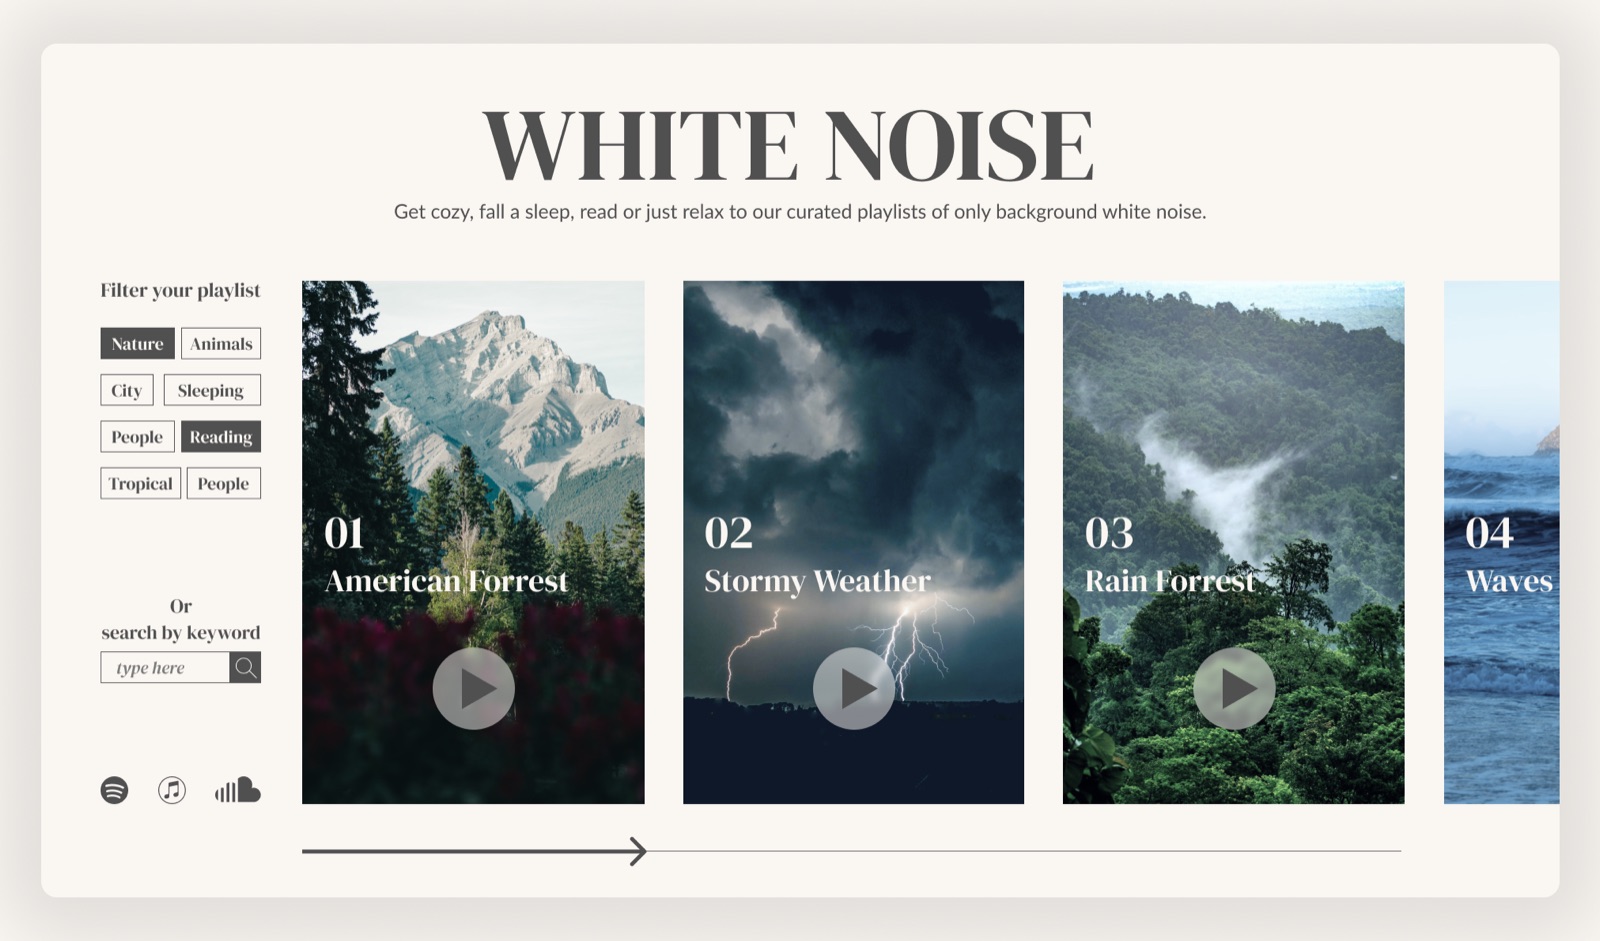 WHITE NOISE
Get cozy, fall a sleep, read or just relax to our curated playlists of only background white noise.
Filter your playlist
Nature
Animals
City
Sleeping
People
Reading
Tropical
People
Or
search by keyword
type here
01
American Forrest
02
Stormy Weather
03
Rain Forrest
04
Waves